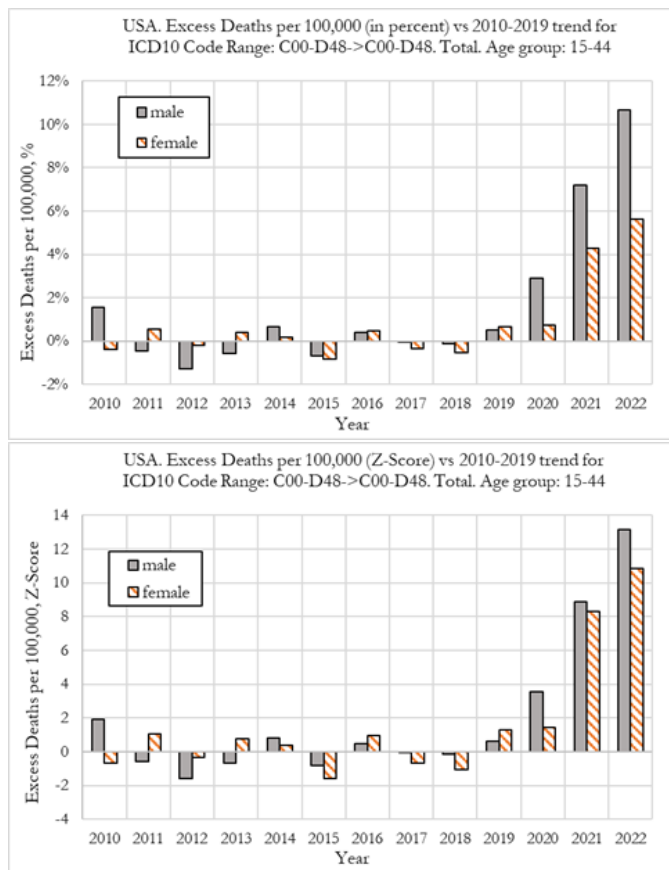 USA. Excess Deaths per 100,000 (in percent) vs 2010-2019 trend for
ICD10 Code Range: C00-D48->C00-D48. Total. Age group: 15-44
12%
10%
8%
6%
4%
2%
0%
-2%
Excess Deaths per 100,000, %
male
female
2010 2011 2012 2013 2014 2015 2016 2017 2018 2019 2020 2021 2022
Year
USA. Excess Deaths per 100,000 (Z-Score) vs 2010-2019 trend for
ICD10 Code Range: C00-D48->C00-D48. Total. Age group: 15-44
14
12
10
8
6
4
2
0
-2
-4
Excess Deaths per 100,000, Z-Score
male
female
2010 2011 2012 2013 2014 2015 2016 2017 2018 2019 2020 2021 2022
Year